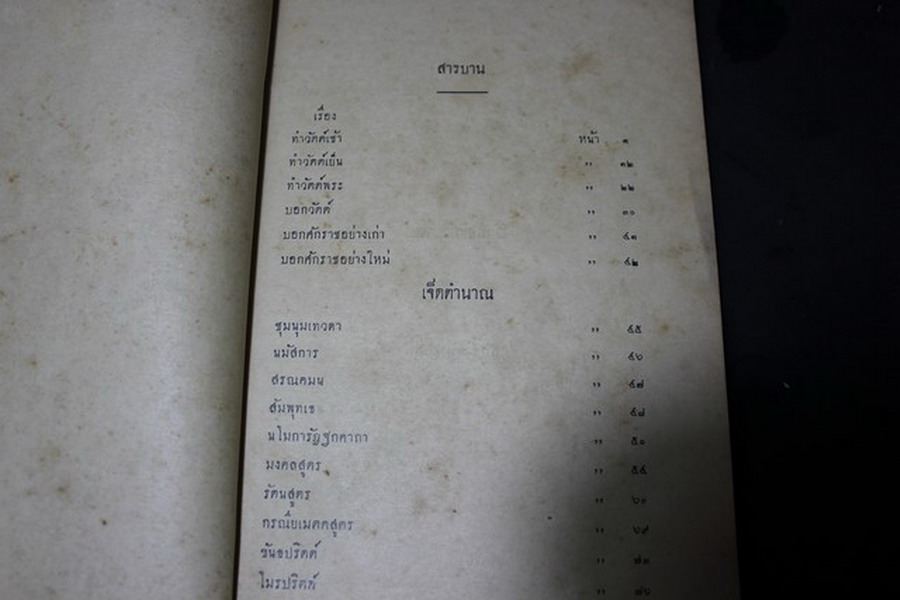 สารบาน
เรื่อง
ทำวัตต์เช้า หน้า ๑
ทำวัตต์เย็น ,, ๑๒
ทำวัตต์พระ ,, ๒๒
บอกวัตต์ ,, ๓๐
บอกศักราชอย่างเก่า ,, ๔๑
บอกศักราชอย่างใหม่ ,, ๔๒
เจ็ดตำนาณ
ชุมนุมเทวดา ,, ๔๕
นมัสการ ,, ๔๖
สรณคมน ,, ๔๗
สัมพุทเธ ,, ๔๘
นโมการัฏฐกคาถา ,, ๕๑
มงคลสูตร ,, ๕๔
รัตนสูตร ,,
กรณียเมตตสูตร ,, ๖๙
ขันธปริตต์ ,, ๗๓
โมรปริตต์ ,, ๗๖